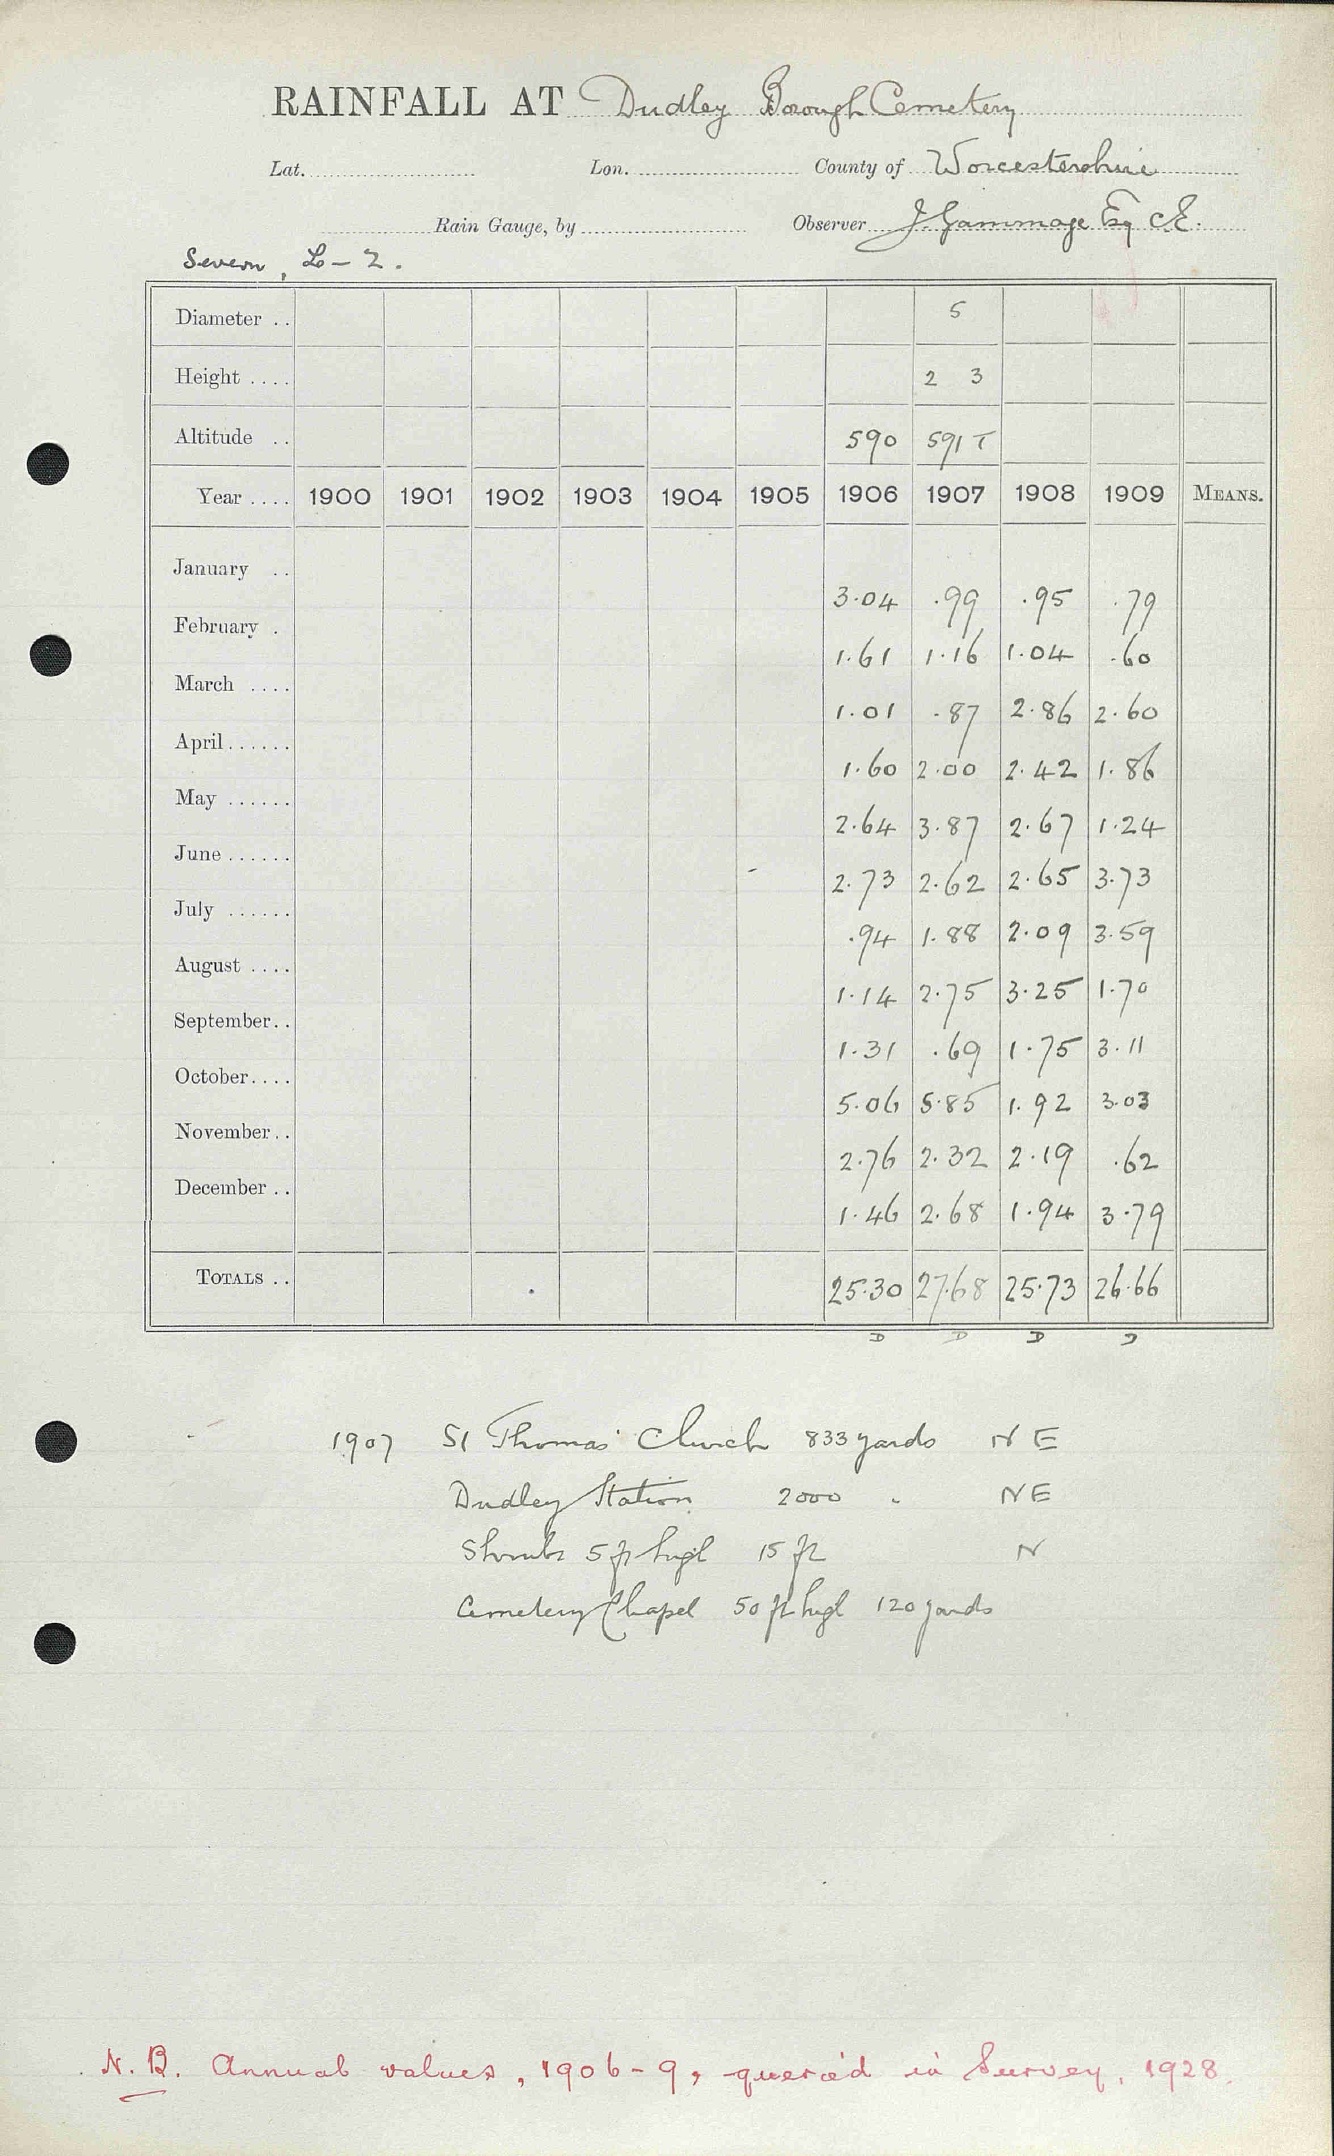 RAINFALL AT Dudley Borough Cemetery
Lat. Lon. County of Worcestershire
Rain Gauge, by Observer J. Gammage Esq C.E.
Severn, L-2.
Diameter .. 5
Height .... 2 3
Altitude .. 590 591 T
Year .... 1900 1901 1902 1903 1904 1905 1906 1907 1908 1909 MEANS.
January .. 3.04 .99 .95 .79
February . 1.61 1.16 1.04 .60
March .... 1.01 .87 2.86 2.60
April ...... 1.60 2.00 2.42 1.86
May ...... 2.64 3.87 2.67 1.24
June ...... 2.73 2.62 2.65 3.73
July ...... .94 1.88 2.09 3.59
August .... 1.14 2.75 3.25 1.70
September.. 1.31 .69 1.75 3.11
October.... 5.06 5.85 1.92 3.03
November.. 2.76 2.32 2.19 .62
December .. 1.46 2.68 1.94 3.79
TOTALS .. 25.30 27.68 25.73 26.66
D D D D
1907 St Thomas' Church 833 yards NE
Dudley Station 2000 " NE
Shrubs 5 ft high 15 ft N
Cemetery Chapel 50 ft high 120 yards
N.B. Annual values, 1906-9, queried in Survey, 1928.